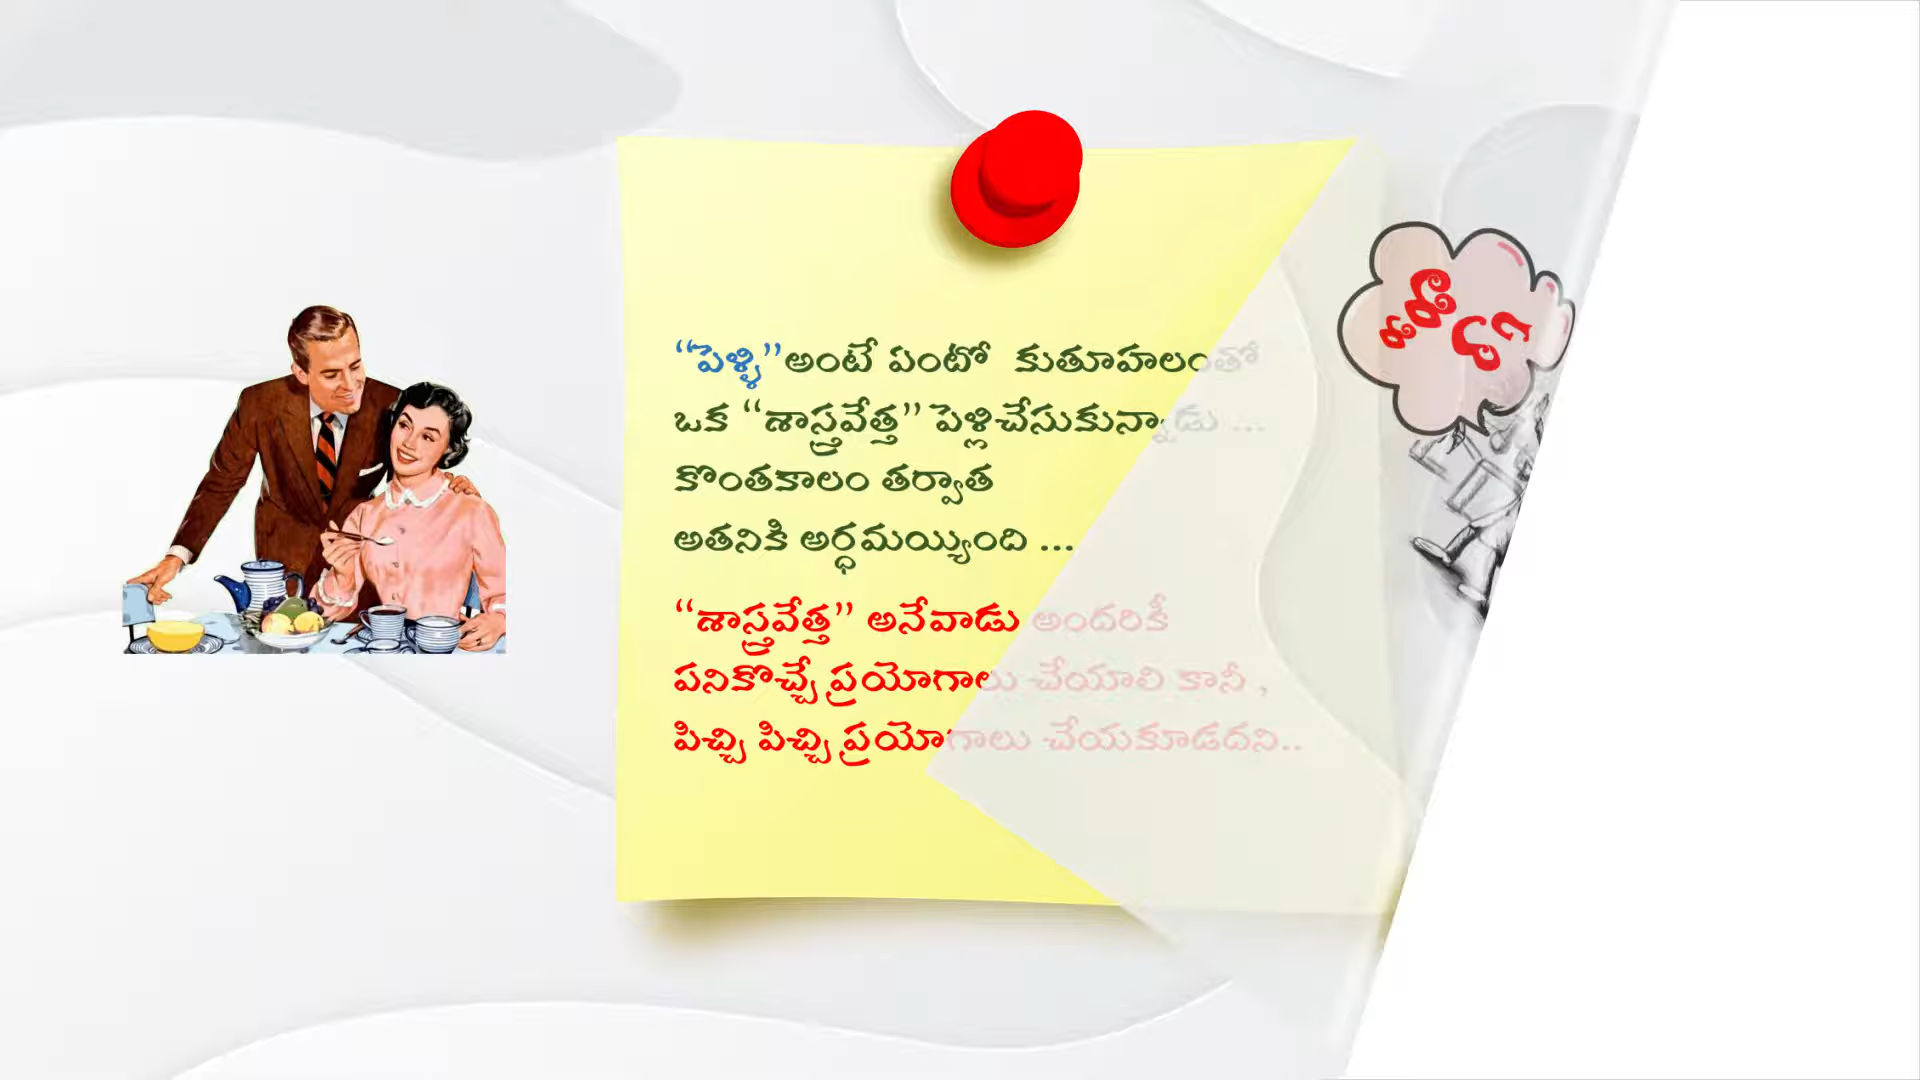 “పెళ్ళి”అంటే ఏంటో కుతూహలంతో
ఒక “శాస్త్రవేత్త” పెళ్లిచేసుకున్నాడు ...
కొంతకాలం తర్వాత
అతనికి అర్ధమయ్యింది ...
“శాస్త్రవేత్త” అనేవాడు అందరికీ
పనికొచ్చే ప్రయోగాలు చేయాలి కానీ ,
పిచ్చి పిచ్చి ప్రయోగాలు చేయకూడదని..